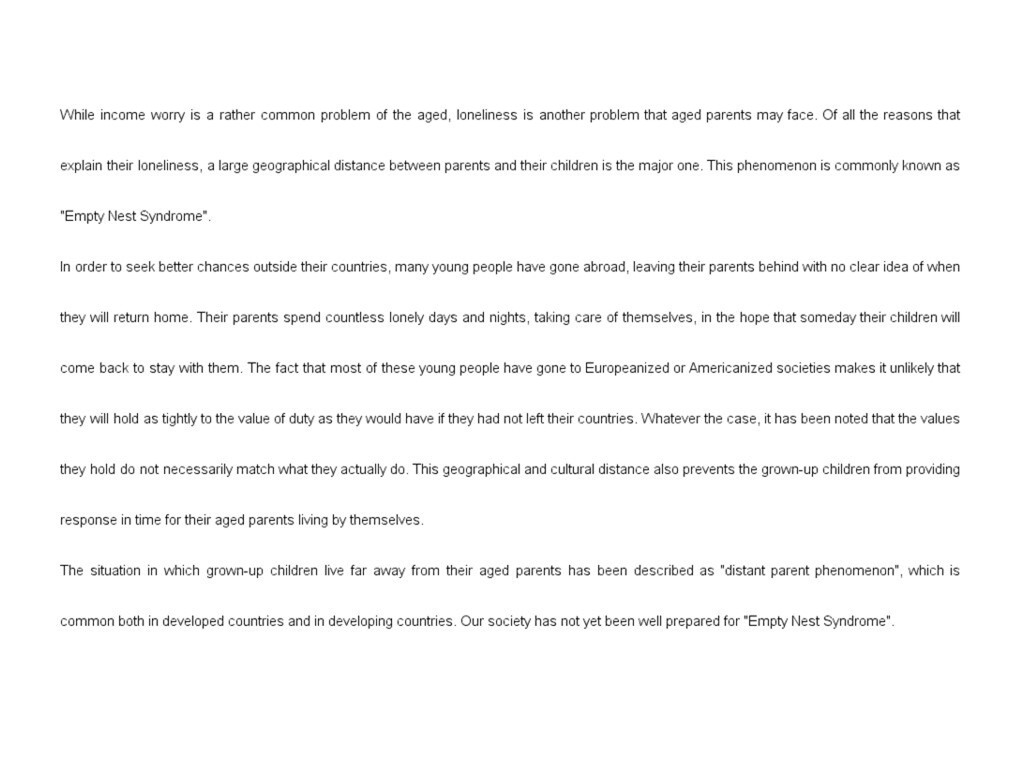 While income worry is a rather common problem of the aged, loneliness is another problem that aged parents may face. Of all the reasons that
explain their loneliness, a large geographical distance between parents and their children is the major one. This phenomenon is commonly known as
"Empty Nest Syndrome".
In order to seek better chances outside their countries, many young people have gone abroad, leaving their parents behind with no clear idea of when
they will return home. Their parents spend countless lonely days and nights, taking care of themselves, in the hope that someday their children will
come back to stay with them. The fact that most of these young people have gone to Europeanized or Americanized societies makes it unlikely that
they will hold as tightly to the value of duty as they would have if they had not left their countries. Whatever the case, it has been noted that the values
they hold do not necessarily match what they actually do. This geographical and cultural distance also prevents the grown-up children from providing
response in time for their aged parents living by themselves.
The situation in which grown-up children live far away from their aged parents has been described as "distant parent phenomenon", which is
common both in developed countries and in developing countries. Our society has not yet been well prepared for "Empty Nest Syndrome".